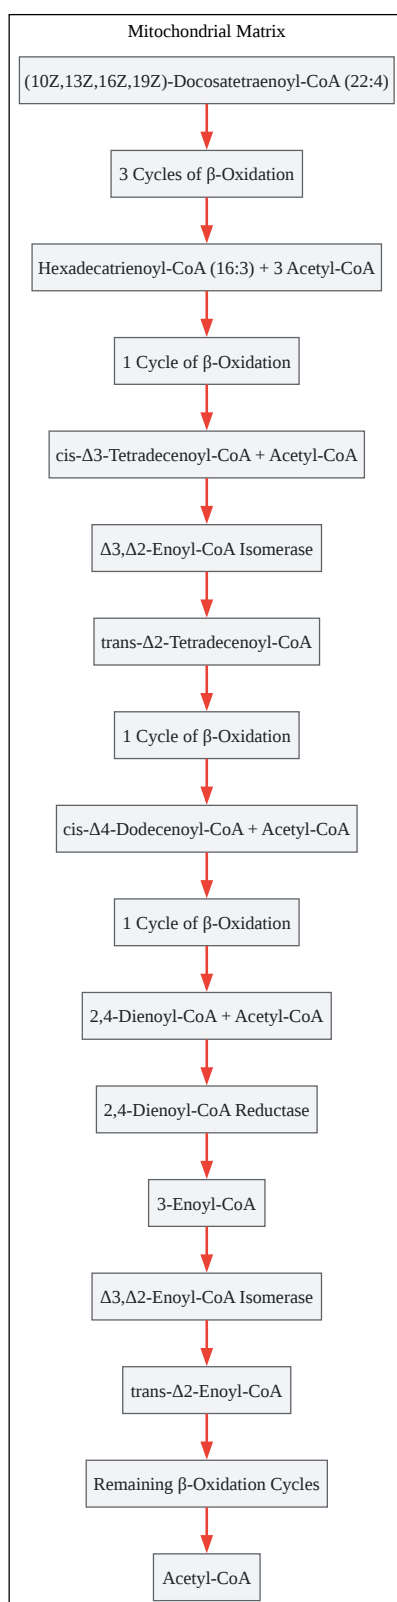 Mitochondrial Matrix
(10Z,13Z,16Z,19Z)-Docosatetraenoyl-CoA (22:4)
3 Cycles of β-Oxidation
Hexadecatrienoyl-CoA (16:3) + 3 Acetyl-CoA
1 Cycle of β-Oxidation
cis-Δ3-Tetradecenoyl-CoA + Acetyl-CoA
Δ3,Δ2-Enoyl-CoA Isomerase
trans-Δ2-Tetradecenoyl-CoA
1 Cycle of β-Oxidation
cis-Δ4-Dodecenoyl-CoA + Acetyl-CoA
1 Cycle of β-Oxidation
2,4-Dienoyl-CoA + Acetyl-CoA
2,4-Dienoyl-CoA Reductase
3-Enoyl-CoA
Δ3,Δ2-Enoyl-CoA Isomerase
trans-Δ2-Enoyl-CoA
Remaining β-Oxidation Cycles
Acetyl-CoA